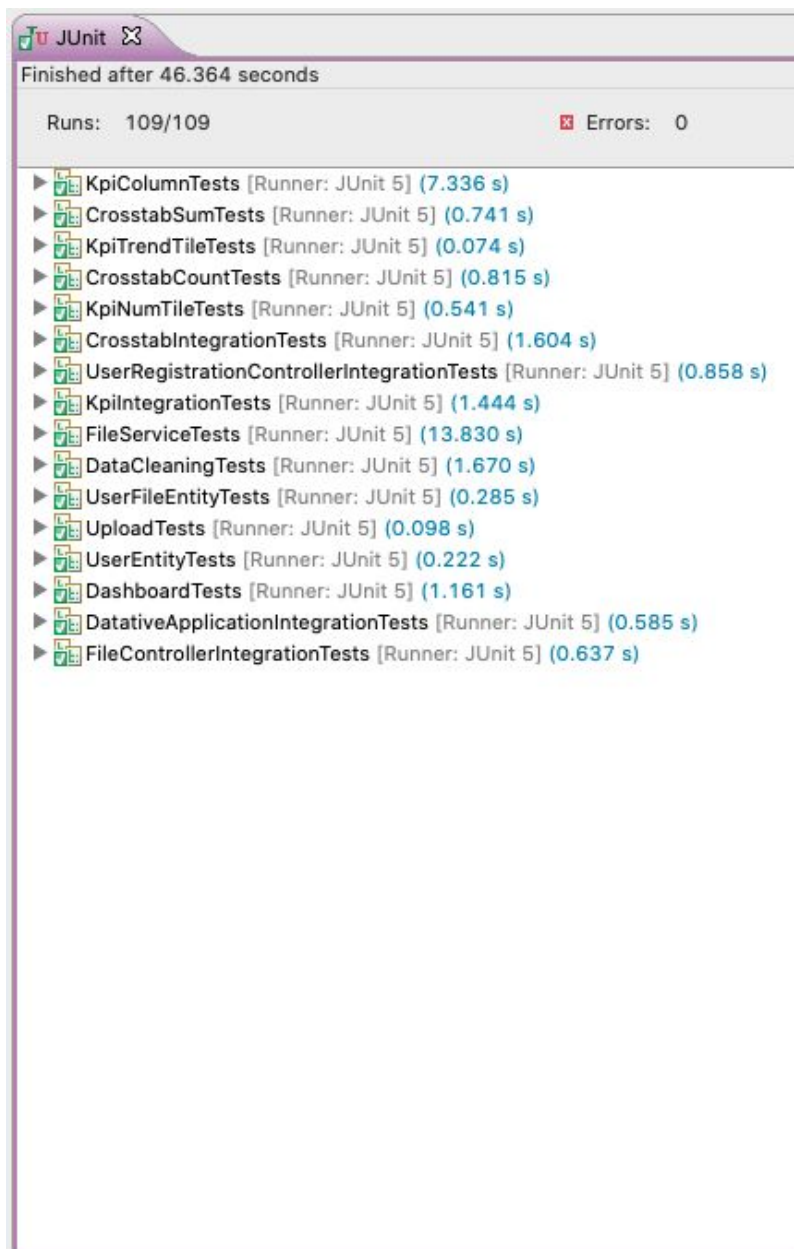 JUnit
Finished after 46.364 seconds
Runs: 109/109 Errors: 0
KpiColumnTests [Runner: JUnit 5] (7.336 s)
CrosstabSumTests [Runner: JUnit 5] (0.741 s)
KpiTrendTileTests [Runner: JUnit 5] (0.074 s)
CrosstabCountTests [Runner: JUnit 5] (0.815 s)
KpiNumTileTests [Runner: JUnit 5] (0.541 s)
CrosstabIntegrationTests [Runner: JUnit 5] (1.604 s)
UserRegistrationControllerIntegrationTests [Runner: JUnit 5] (0.858 s)
KpiIntegrationTests [Runner: JUnit 5] (1.444 s)
FileServiceTests [Runner: JUnit 5] (13.830 s)
DataCleaningTests [Runner: JUnit 5] (1.670 s)
UserFileEntityTests [Runner: JUnit 5] (0.285 s)
UploadTests [Runner: JUnit 5] (0.098 s)
UserEntityTests [Runner: JUnit 5] (0.222 s)
DashboardTests [Runner: JUnit 5] (1.161 s)
DatativeApplicationIntegrationTests [Runner: JUnit 5] (0.585 s)
FileControllerIntegrationTests [Runner: JUnit 5] (0.637 s)